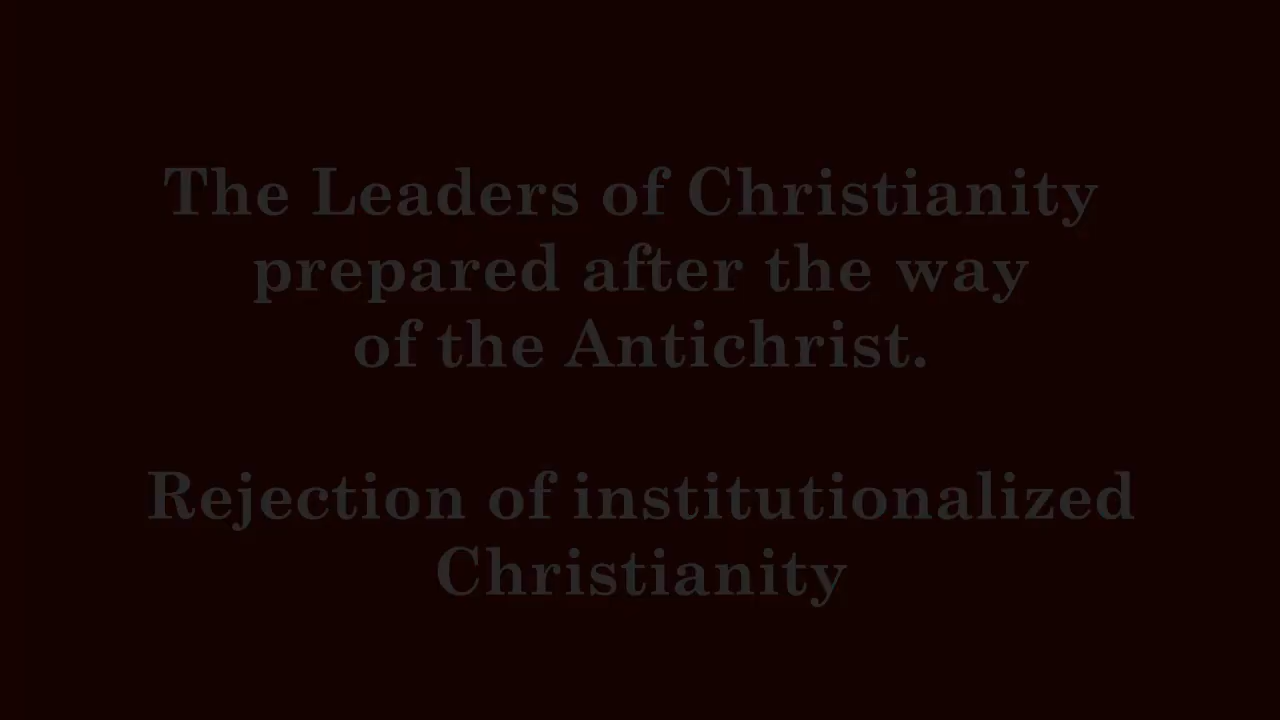 The Leaders of Christianity
prepared after the way
of the Antichrist.
Rejection of institutionalized
Christianity